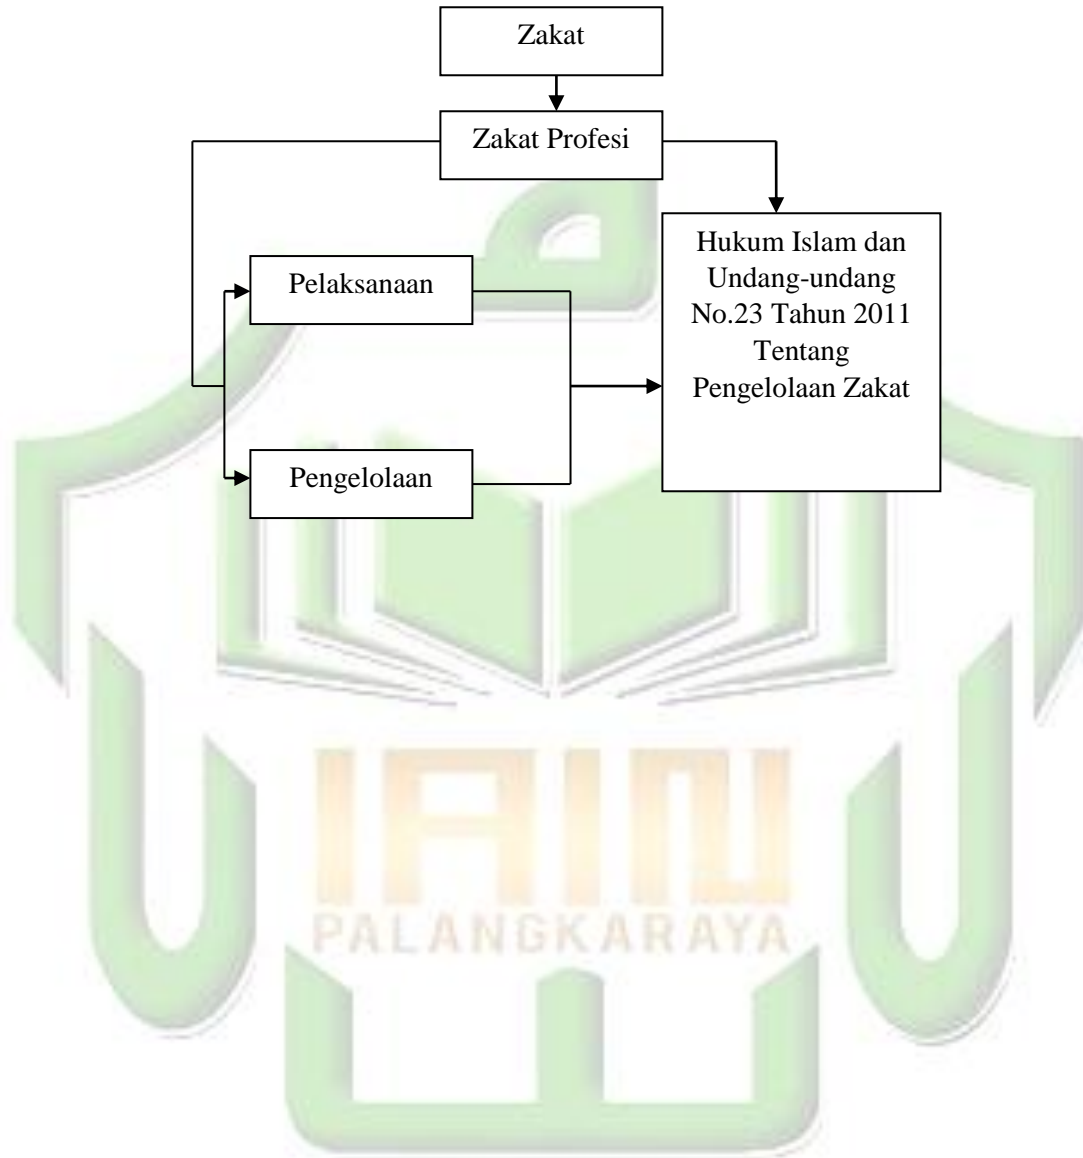 Zakat
Zakat Profesi
Hukum Islam dan
Undang-undang
No.23 Tahun 2011
Tentang
Pengelolaan Zakat
Pelaksanaan
Pengelolaan
IAIN
PALANGKARAYA